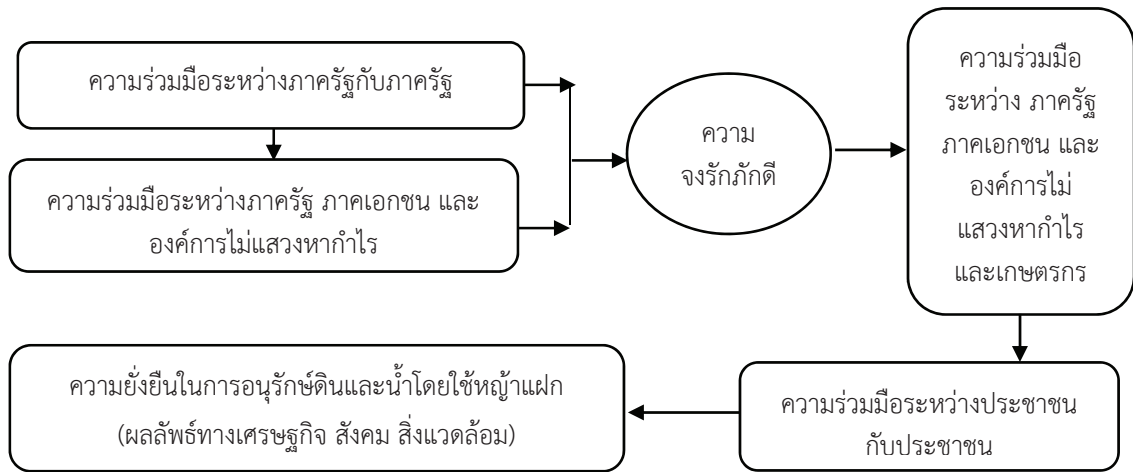 ความร่วมมือระหว่างภาครัฐกับภาครัฐ
ความร่วมมือระหว่างภาครัฐ ภาคเอกชน และ
องค์การไม่แสวงหากำไร
ความ
จงรักภักดี
ความร่วมมือ
ระหว่าง ภาครัฐ
ภาคเอกชน และ
องค์การไม่
แสวงหากำไร
และเกษตรกร
ความร่วมมือระหว่างประชาชน
กับประชาชน
ความยั่งยืนในการอนุรักษ์ดินและน้ำโดยใช้หญ้าแฝก
(ผลลัพธ์ทางเศรษฐกิจ สังคม สิ่งแวดล้อม)